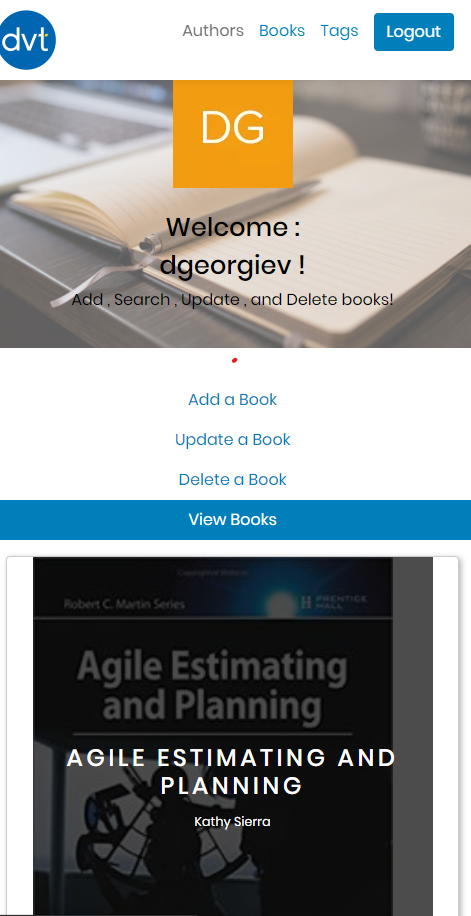 dvt
Authors Books Tags Logout
DG
Welcome :
dgeorgiev !
Add , Search , Update , and Delete books!
Add a Book
Update a Book
Delete a Book
View Books
Robert C. Martin Series
PRENTICE
HALL
Agile Estimating
and Planning
AGILE ESTIMATING AND
PLANNING
Kathy Sierra